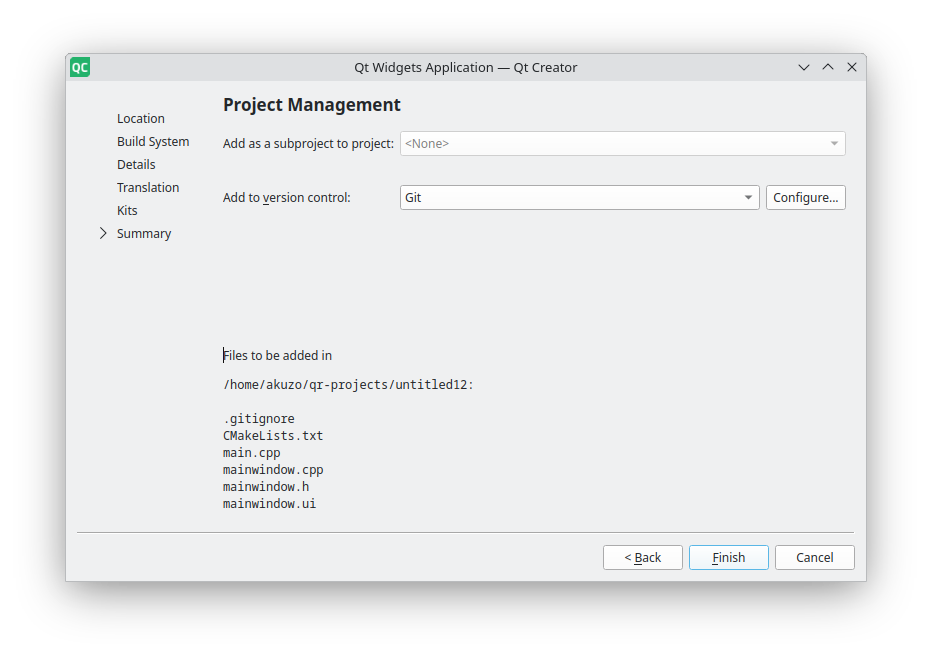 QC Qt Widgets Application — Qt Creator
Location
Build System
Details
Translation
Kits
Summary
Project Management
Add as a subproject to project: <None>
Add to version control: Git Configure...
Files to be added in
/home/akuzo/qr-projects/untitled12:
.gitignore
CMakeLists.txt
main.cpp
mainwindow.cpp
mainwindow.h
mainwindow.ui
< Back Finish Cancel